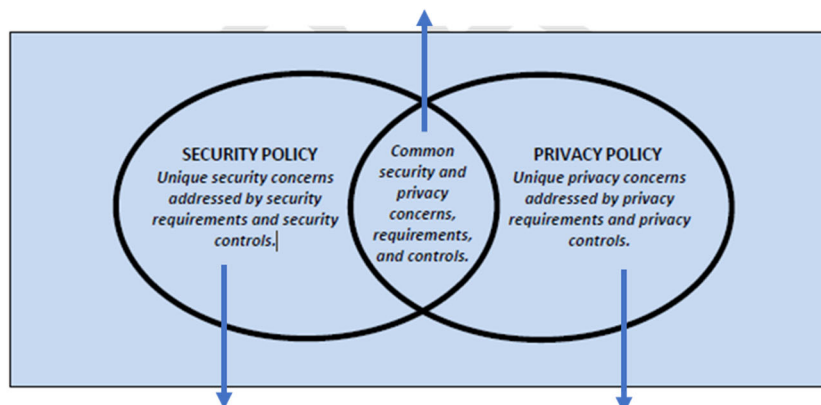 SECURITY POLICY
Unique security concerns
addressed by security
requirements and security
controls.
Common
security and
privacy
concerns,
requirements,
and controls.
PRIVACY POLICY
Unique privacy concerns
addressed by privacy
requirements and privacy
controls.